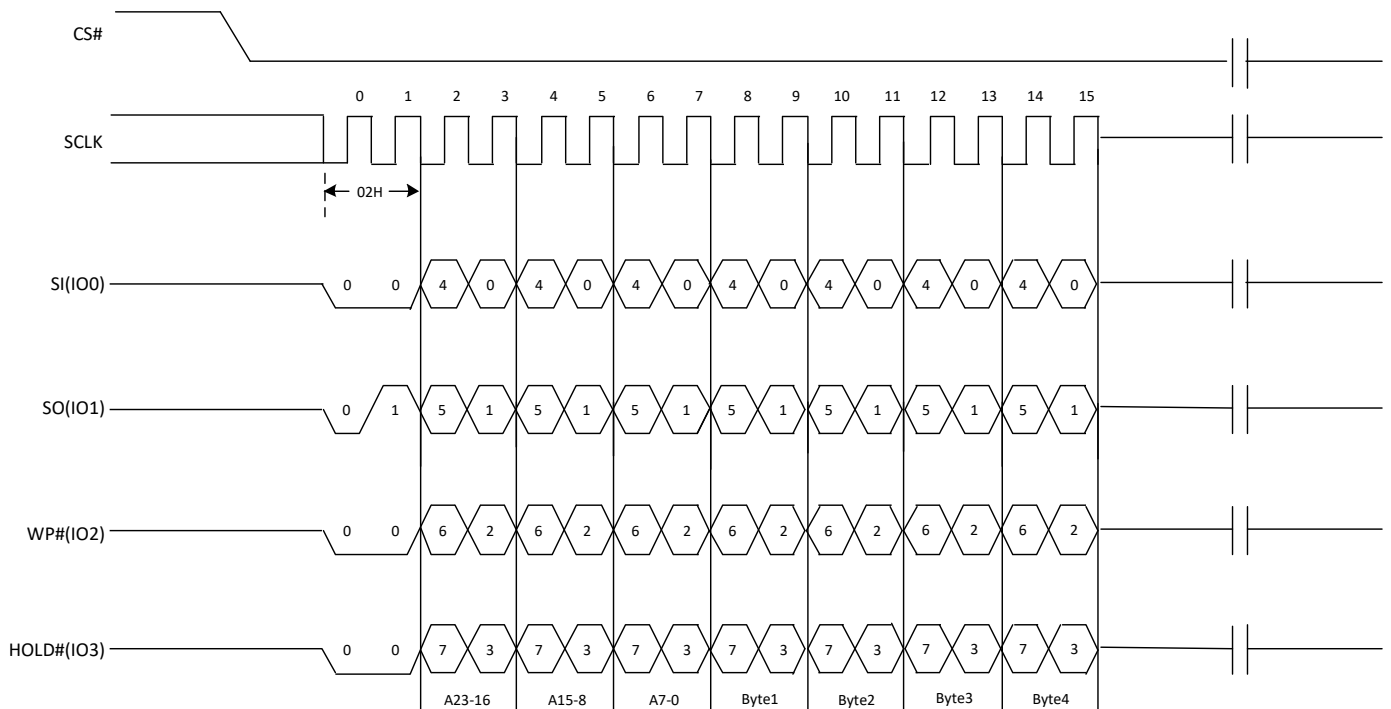 CS#
0 1 2 3 4 5 6 7 8 9 10 11 12 13 14 15
SCLK
02H
SI(IO0) 0 0 4 0 4 0 4 0 4 0 4 0 4 0 4 0
SO(IO1) 0 1 5 1 5 1 5 1 5 1 5 1 5 1 5 1
WP#(IO2) 0 0 6 2 6 2 6 2 6 2 6 2 6 2 6 2
HOLD#(IO3) 0 0 7 3 7 3 7 3 7 3 7 3 7 3 7 3
A23-16 A15-8 A7-0 Byte1 Byte2 Byte3 Byte4